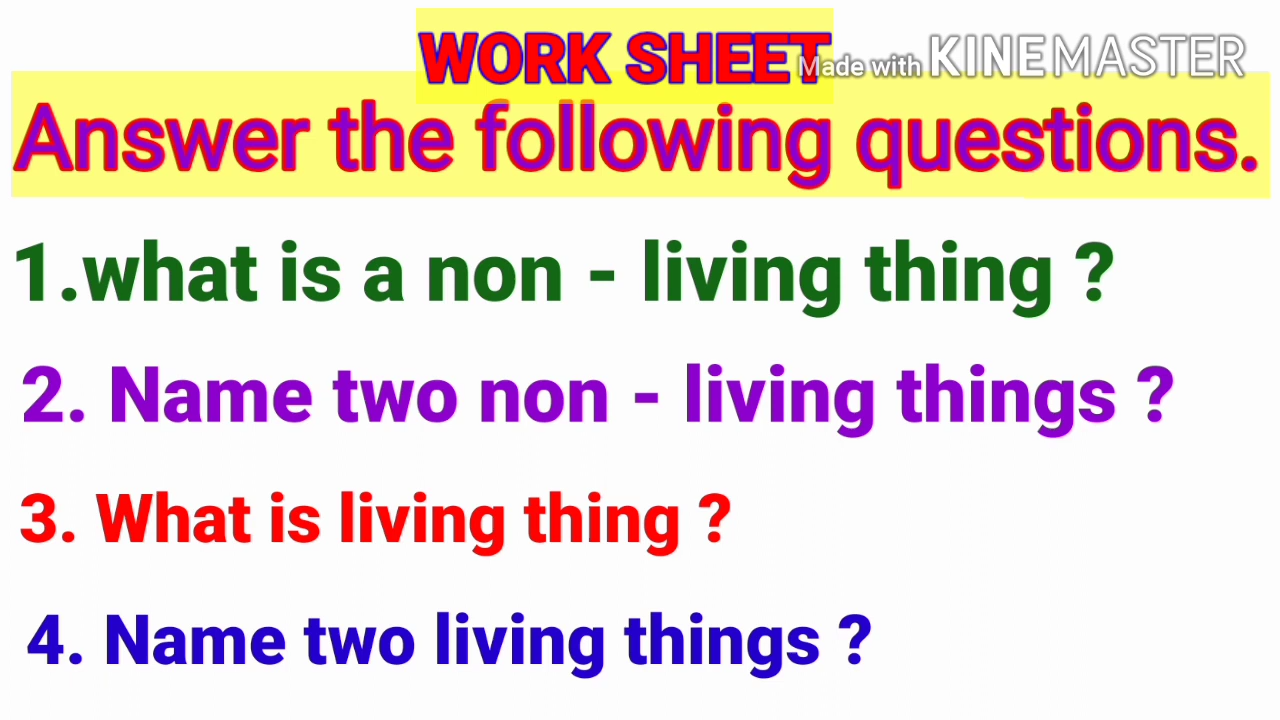 WORK SHEET
Made with KINEMASTER
Answer the following questions.
1.what is a non - living thing ?
2. Name two non - living things ?
3. What is living thing ?
4. Name two living things ?